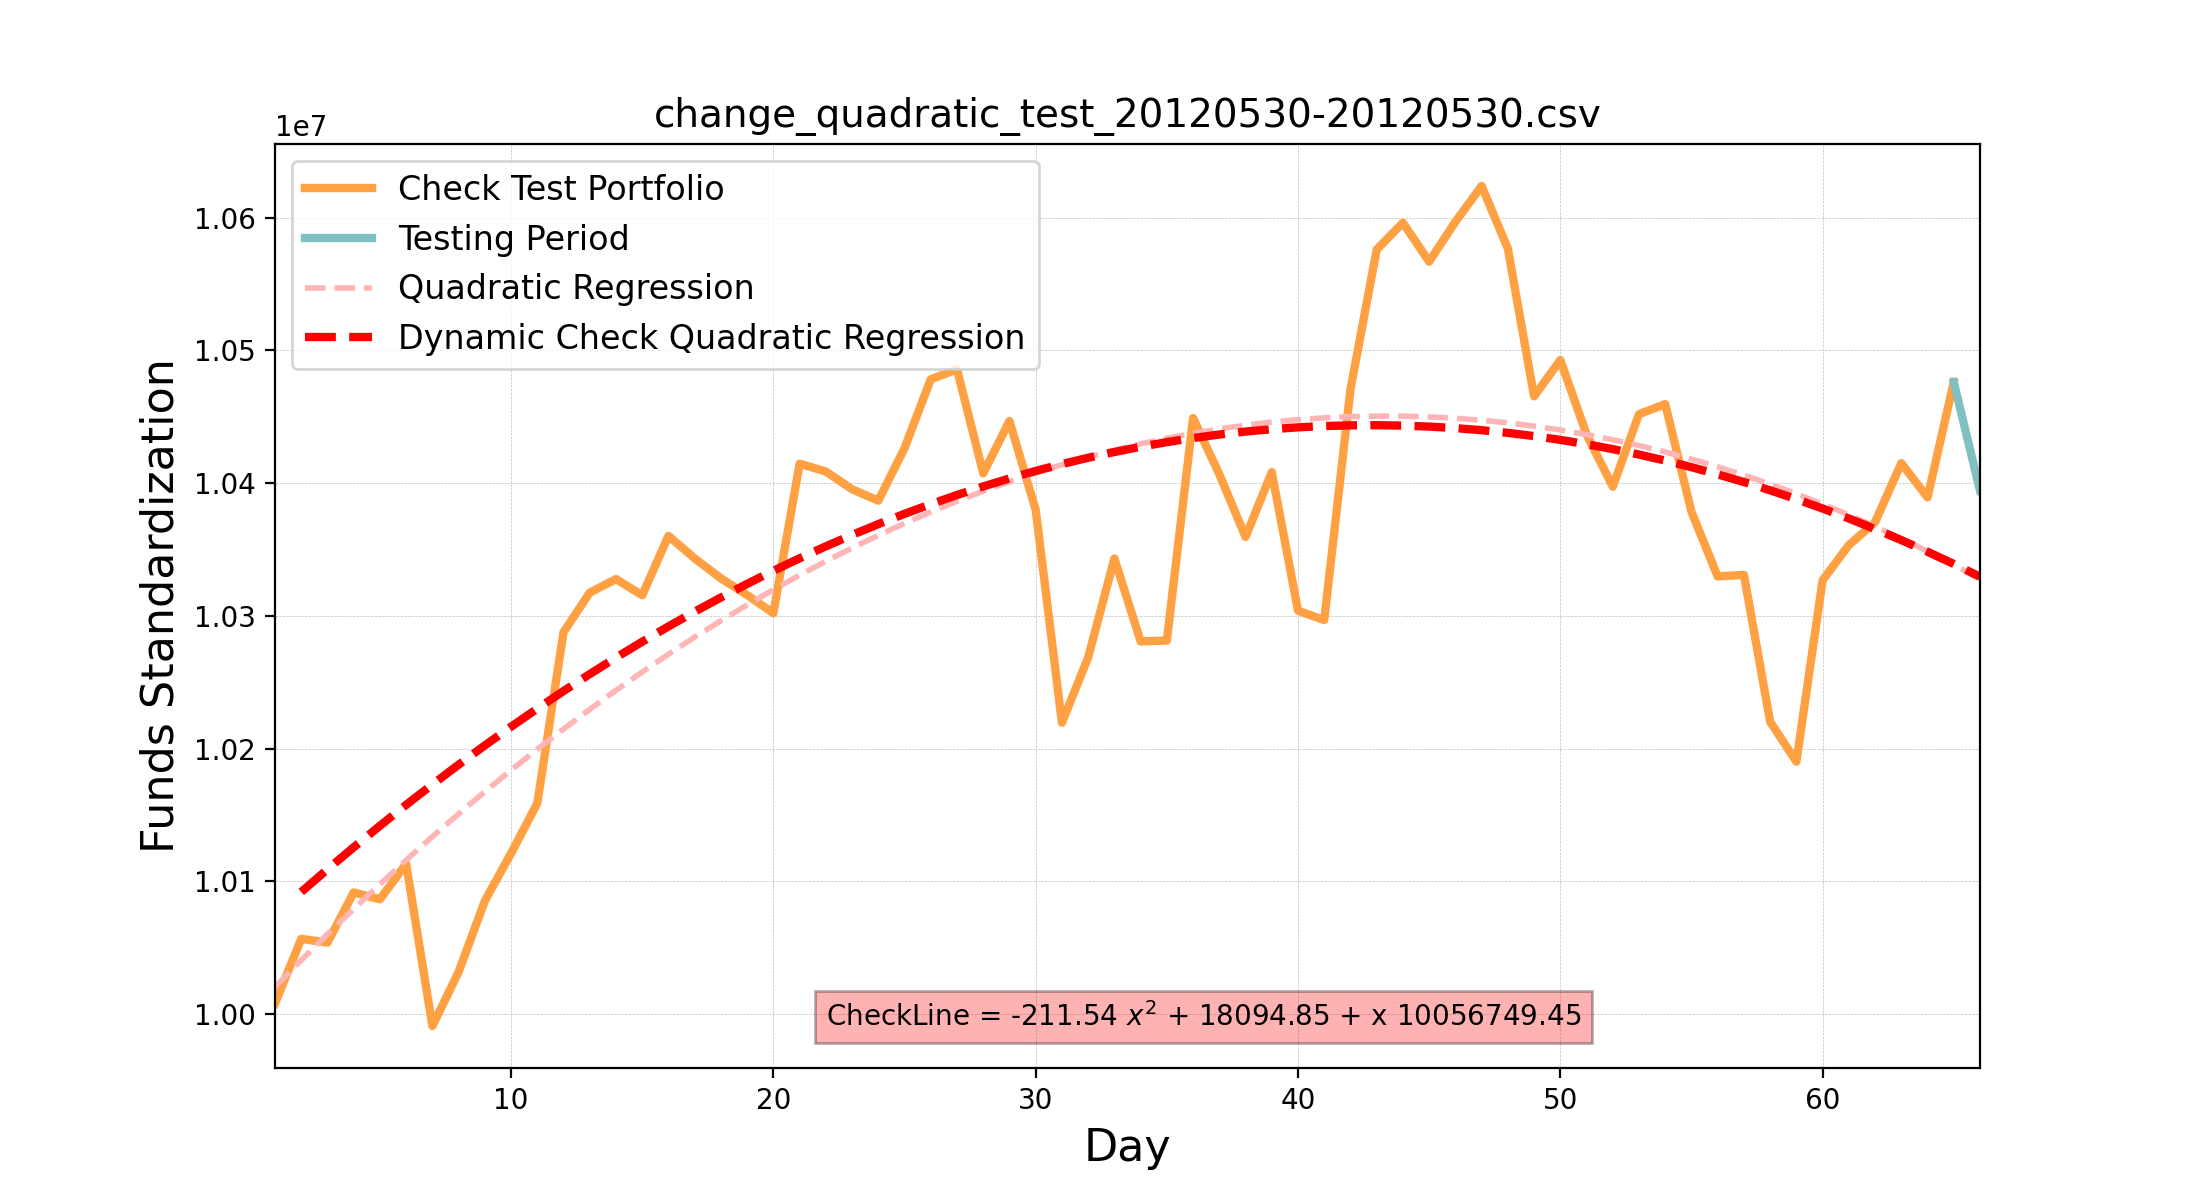 change_quadratic_test_20120530-20120530.csv
1e7
Check Test Portfolio
Testing Period
Quadratic Regression
Dynamic Check Quadratic Regression
Funds Standardization
1.06
1.05
1.04
1.03
1.02
1.01
1.00
CheckLine = -211.54 x² + 18094.85 + x 10056749.45
10 20 30 40 50 60
Day